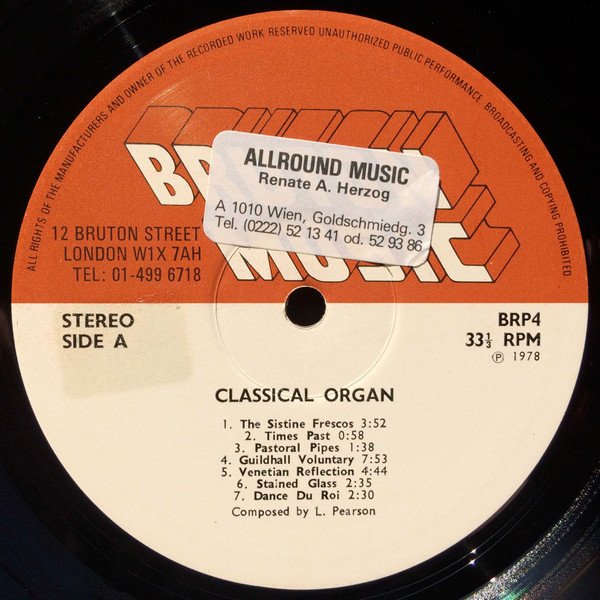 ALL RIGHTS OF THE MANUFACTURERS AND OWNER OF THE RECORDED WORK RESERVED UNAUTHORIZED PUBLIC PERFORMANCE, BROADCASTING AND COPYING PROHIBITED
MUSIC
ALLROUND MUSIC
Renate A. Herzog
A 1010 Wien, Goldschmiedg. 3
Tel. (0222) 52 13 41 od. 52 93 86
12 BRUTON STREET
LONDON W1X 7AH
TEL: 01-499 6718
STEREO
SIDE A
BRP4
33⅓ RPM
℗ 1978
CLASSICAL ORGAN
1. The Sistine Frescos 3:52
2. Times Past 0:58
3. Pastoral Pipes 1:38
4. Guildhall Voluntary 7:53
5. Venetian Reflection 4:44
6. Stained Glass 2:35
7. Dance Du Roi 2:30
Composed by L. Pearson